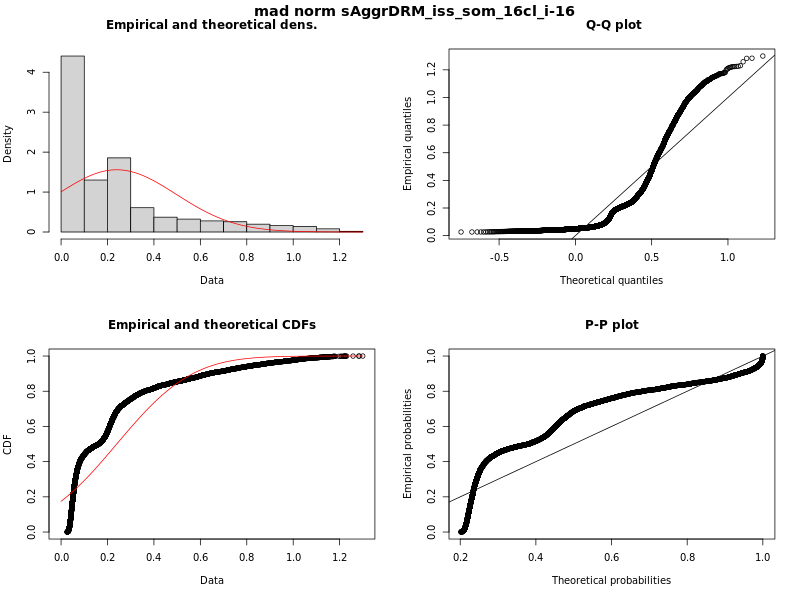 mad norm sAggrDRM_iss_som_16cl_i-16
Empirical and theoretical dens.
Density
0 1 2 3 4
0.0 0.2 0.4 0.6 0.8 1.0 1.2
Data
Q-Q plot
Empirical quantiles
0.0 0.2 0.4 0.6 0.8 1.0 1.2
-0.5 0.0 0.5 1.0
Theoretical quantiles
Empirical and theoretical CDFs
CDF
0.0 0.2 0.4 0.6 0.8 1.0
0.0 0.2 0.4 0.6 0.8 1.0 1.2
Data
P-P plot
Empirical probabilities
0.0 0.2 0.4 0.6 0.8 1.0
0.2 0.4 0.6 0.8 1.0
Theoretical probabilities